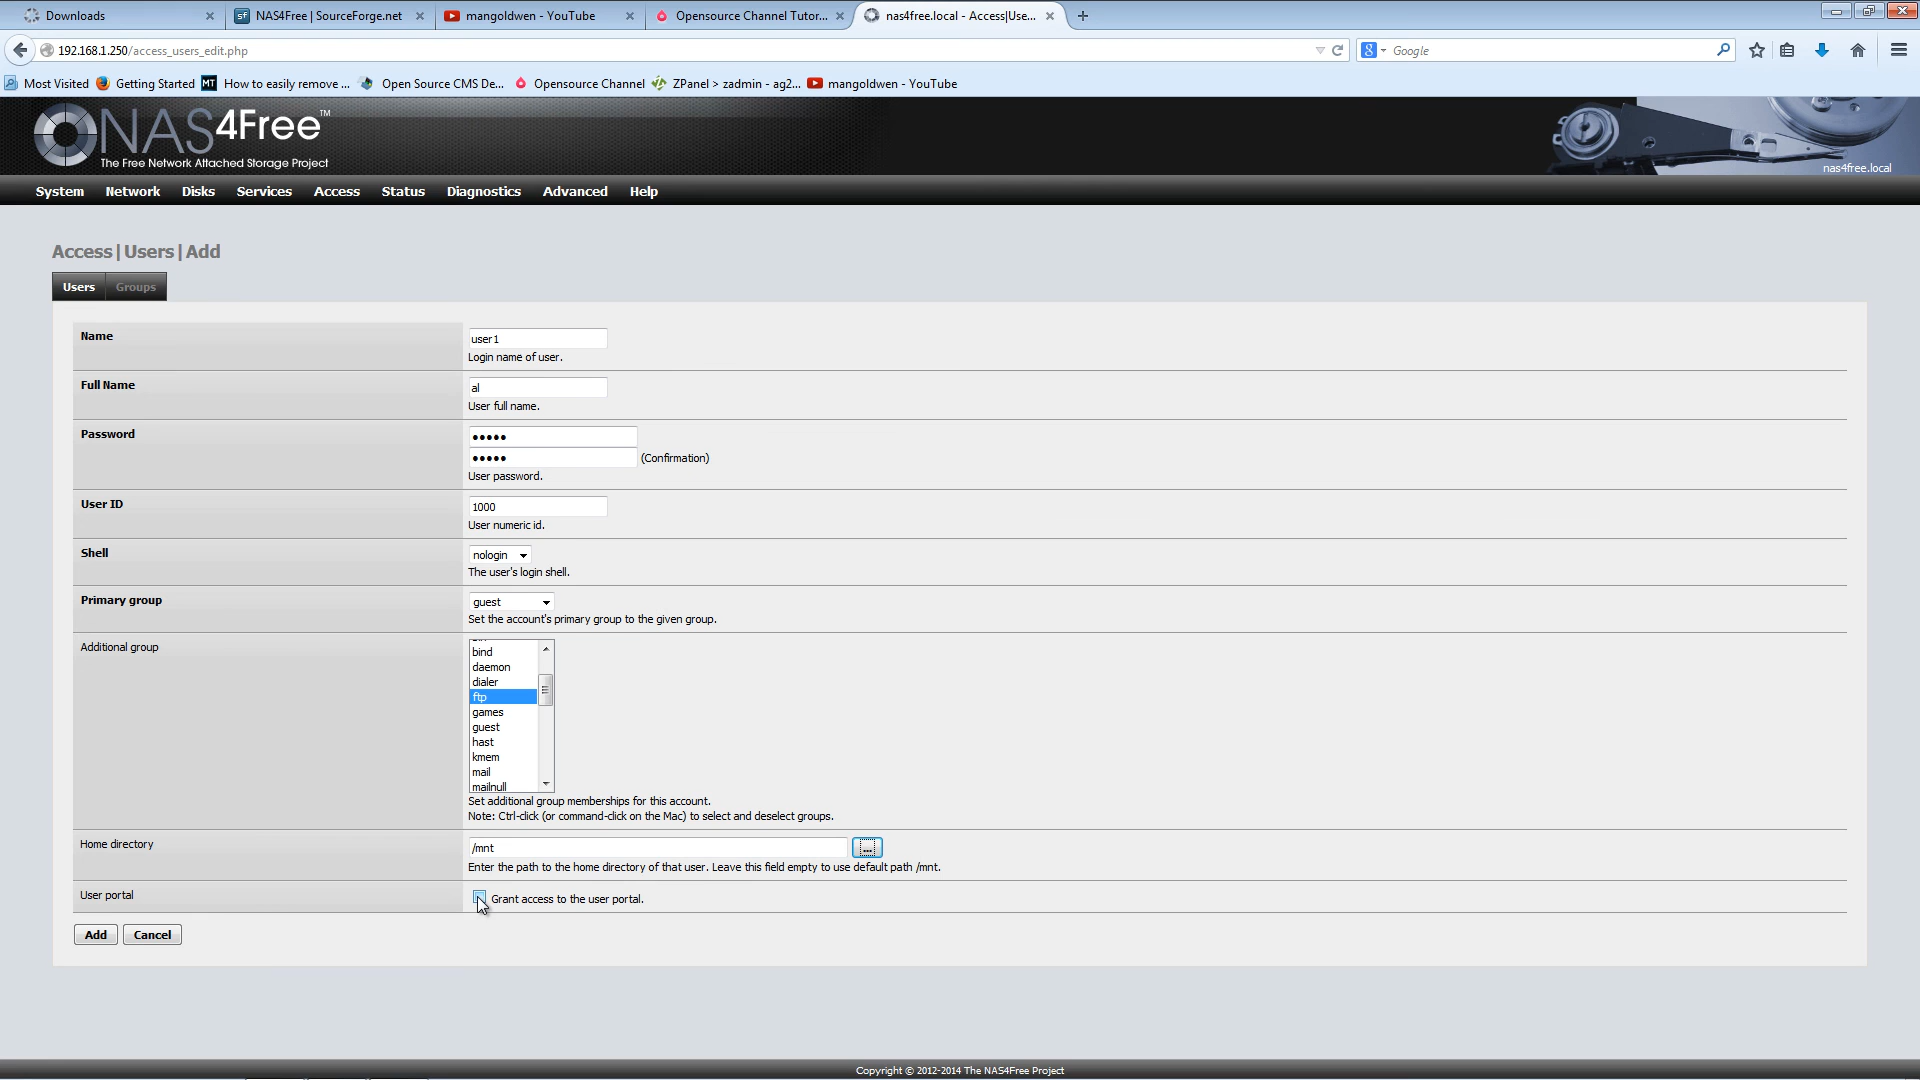 Downloads
NAS4Free | SourceForge.net
mangoldwen - YouTube
Opensource Channel Tutor...
nas4free.local - Access|Use...
192.168.1.250/access_users_edit.php
Google
Most Visited
Getting Started
MT
How to easily remove ...
Open Source CMS De...
Opensource Channel
ZPanel > zadmin - ag2...
mangoldwen - YouTube
NAS4Free™
The Free Network Attached Storage Project
nas4free.local
System
Network
Disks
Services
Access
Status
Diagnostics
Advanced
Help
Access|Users|Add
Users
Groups
Name
user1
Login name of user.
Full Name
al
User full name.
Password
•••••
••••• (Confirmation)
User password.
User ID
1000
User numeric id.
Shell
nologin
The user's login shell.
Primary group
guest
Set the account's primary group to the given group.
Additional group
bind
daemon
dialer
ftp
games
guest
hast
kmem
mail
mailnull
Set additional group memberships for this account.
Note: Ctrl-click (or command-click on the Mac) to select and deselect groups.
Home directory
/mnt
...
Enter the path to the home directory of that user. Leave this field empty to use default path /mnt.
User portal
Grant access to the user portal.
Add
Cancel
Copyright © 2012-2014 The NAS4Free Project